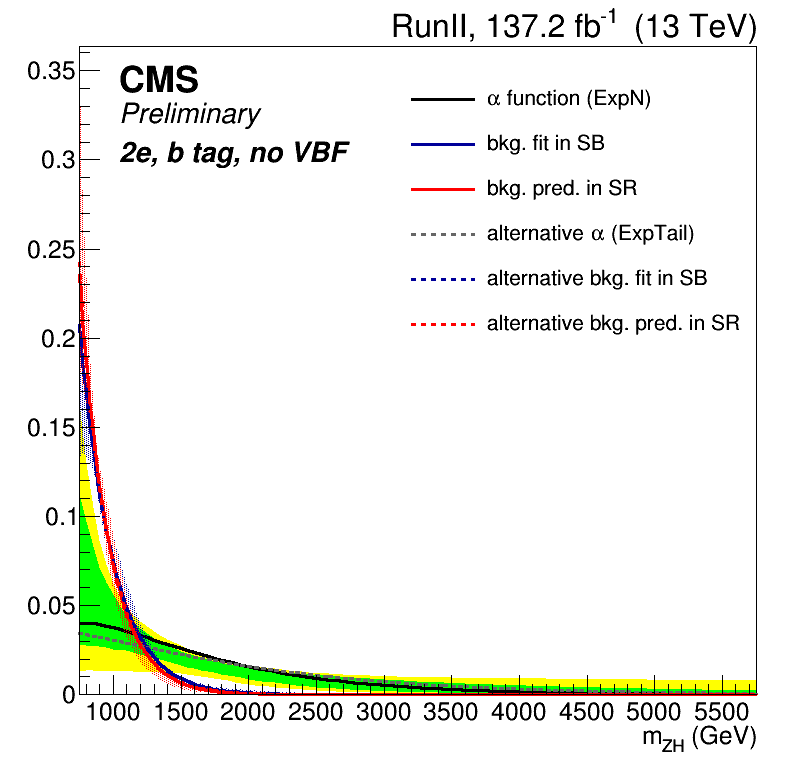 RunII, 137.2 fb-1 (13 TeV)
CMS
Preliminary
2e, b tag, no VBF
α function (ExpN)
bkg. fit in SB
bkg. pred. in SR
alternative α (ExpTail)
alternative bkg. fit in SB
alternative bkg. pred. in SR
0.35
0.3
0.25
0.2
0.15
0.1
0.05
0
1000 1500 2000 2500 3000 3500 4000 4500 5000 5500
mZH (GeV)